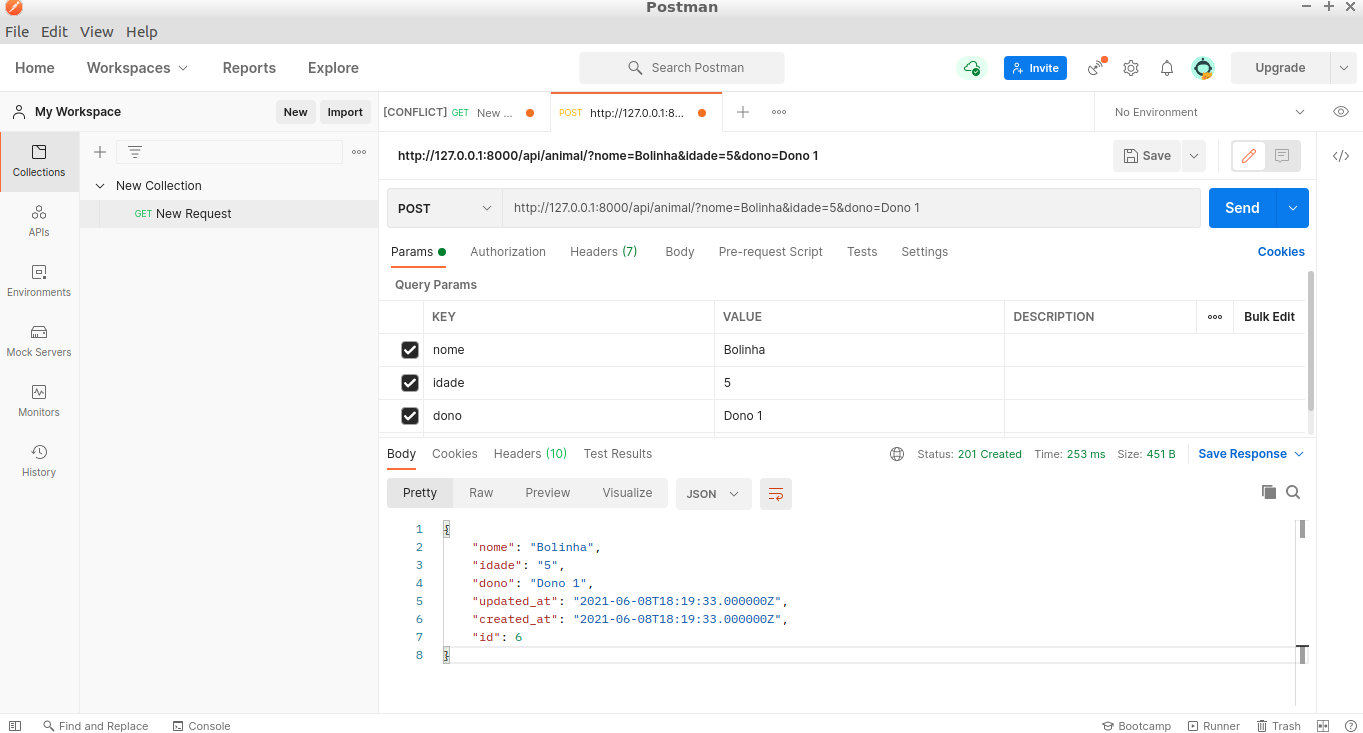 Postman
File Edit View Help
Home Workspaces Reports Explore Search Postman Invite Upgrade
My Workspace New Import [CONFLICT] GET New ... POST http://127.0.0.1:8... No Environment
http://127.0.0.1:8000/api/animal/?nome=Bolinha&idade=5&dono=Dono 1 Save
Collections
New Collection
GET New Request
POST http://127.0.0.1:8000/api/animal/?nome=Bolinha&idade=5&dono=Dono 1 Send
APIs
Params Authorization Headers (7) Body Pre-request Script Tests Settings Cookies
Query Params
Environments
KEY VALUE DESCRIPTION Bulk Edit
Mock Servers
nome Bolinha
idade 5
Monitors
dono Dono 1
Body Cookies Headers (10) Test Results Status: 201 Created Time: 253 ms Size: 451 B Save Response
History
Pretty Raw Preview Visualize JSON
1 {
2 "nome": "Bolinha",
3 "idade": "5",
4 "dono": "Dono 1",
5 "updated_at": "2021-06-08T18:19:33.000000Z",
6 "created_at": "2021-06-08T18:19:33.000000Z",
7 "id": 6
8 }
Find and Replace Console Bootcamp Runner Trash